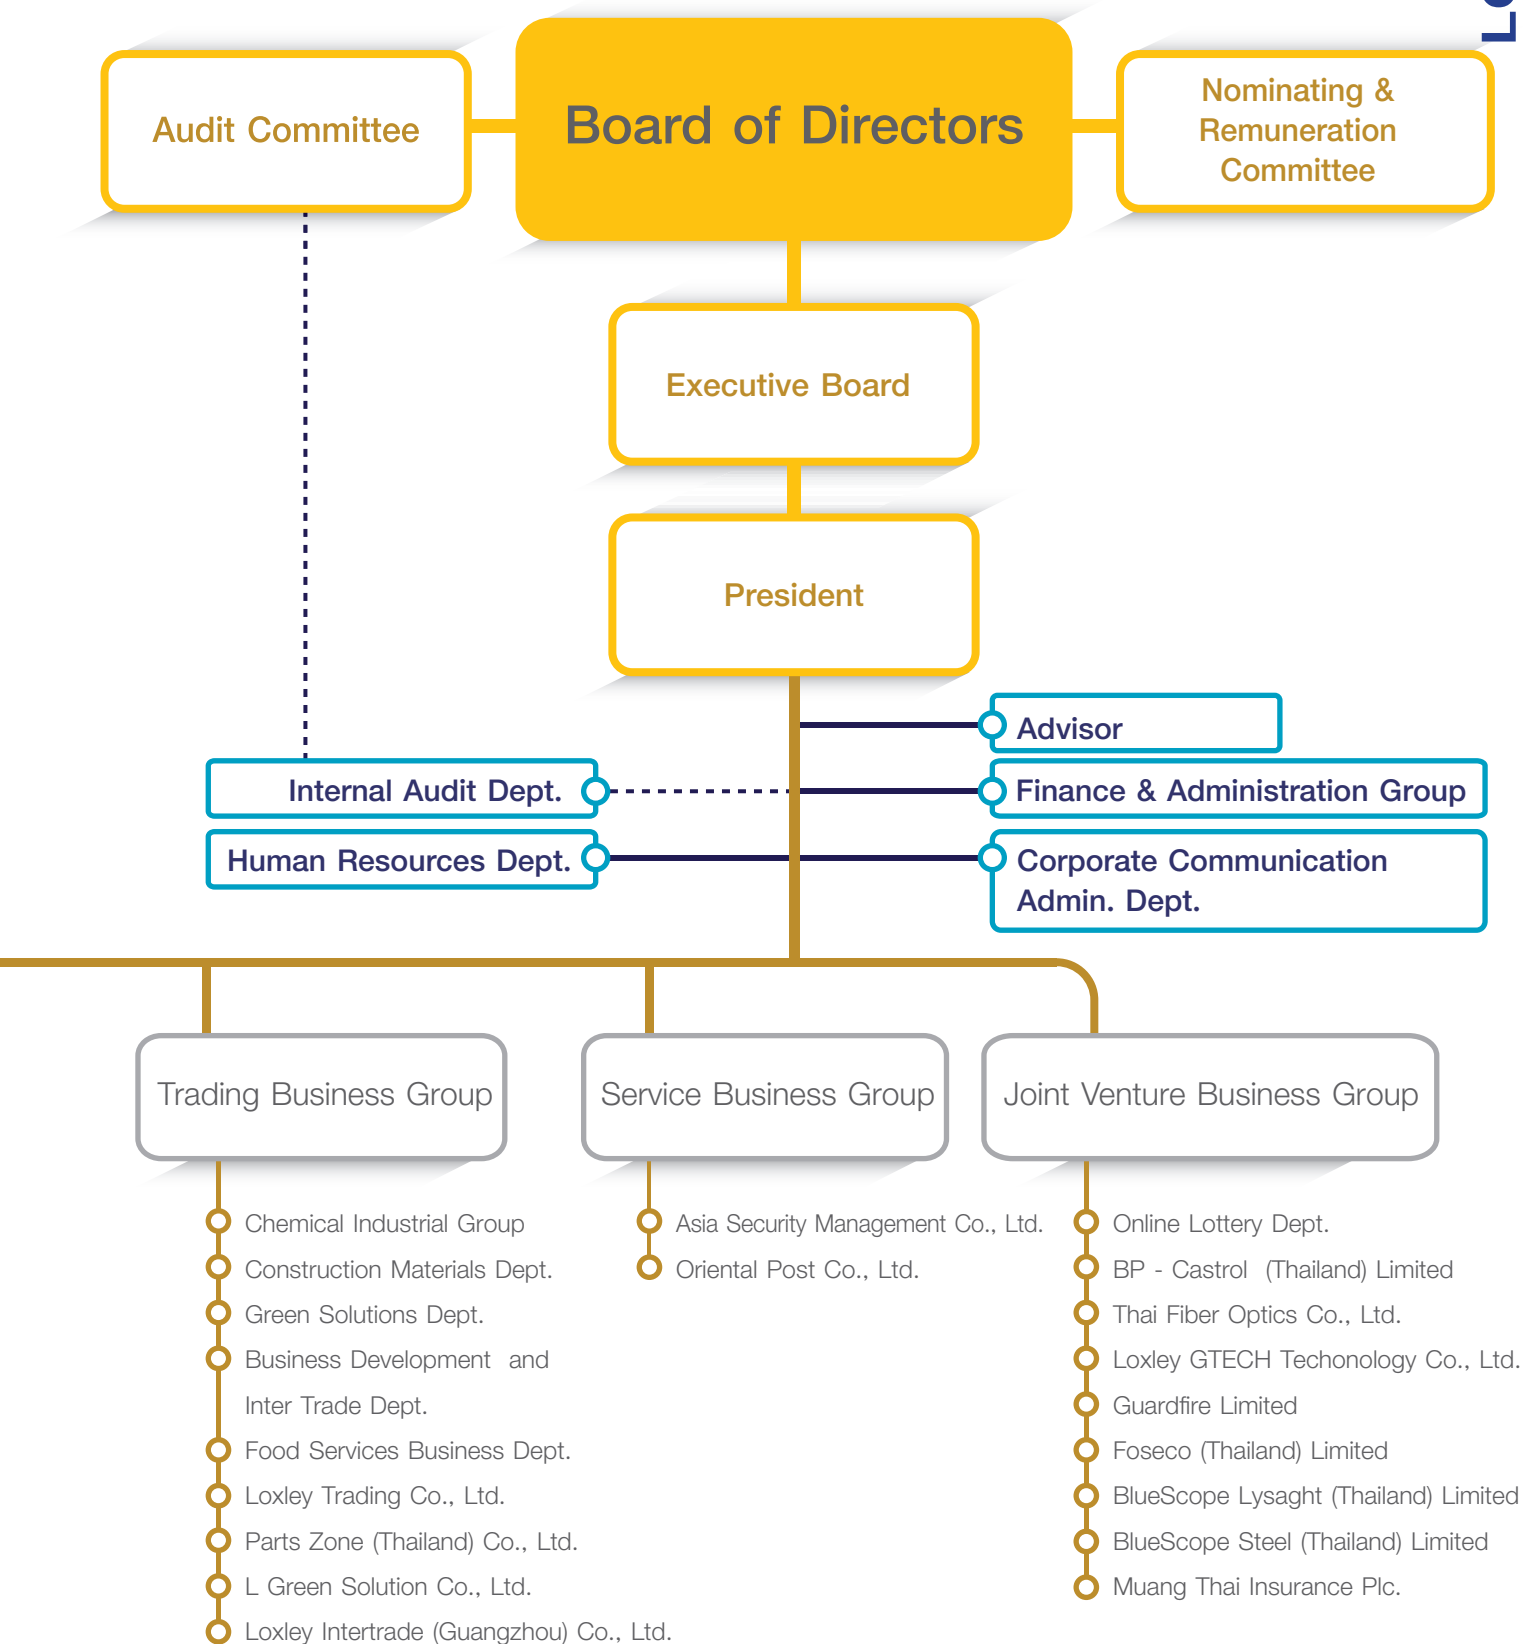 Audit Committee
Board of Directors
Nominating &
Remuneration
Committee
Executive Board
President
Advisor
Internal Audit Dept.
Finance & Administration Group
Human Resources Dept.
Corporate Communication
Admin. Dept.
Trading Business Group
Chemical Industrial Group
Construction Materials Dept.
Green Solutions Dept.
Business Development and
Inter Trade Dept.
Food Services Business Dept.
Loxley Trading Co., Ltd.
Parts Zone (Thailand) Co., Ltd.
L Green Solution Co., Ltd.
Loxley Intertrade (Guangzhou) Co., Ltd.
Service Business Group
Asia Security Management Co., Ltd.
Oriental Post Co., Ltd.
Joint Venture Business Group
Online Lottery Dept.
BP - Castrol (Thailand) Limited
Thai Fiber Optics Co., Ltd.
Loxley GTECH Techonology Co., Ltd.
Guardfire Limited
Foseco (Thailand) Limited
BlueScope Lysaght (Thailand) Limited
BlueScope Steel (Thailand) Limited
Muang Thai Insurance Plc.